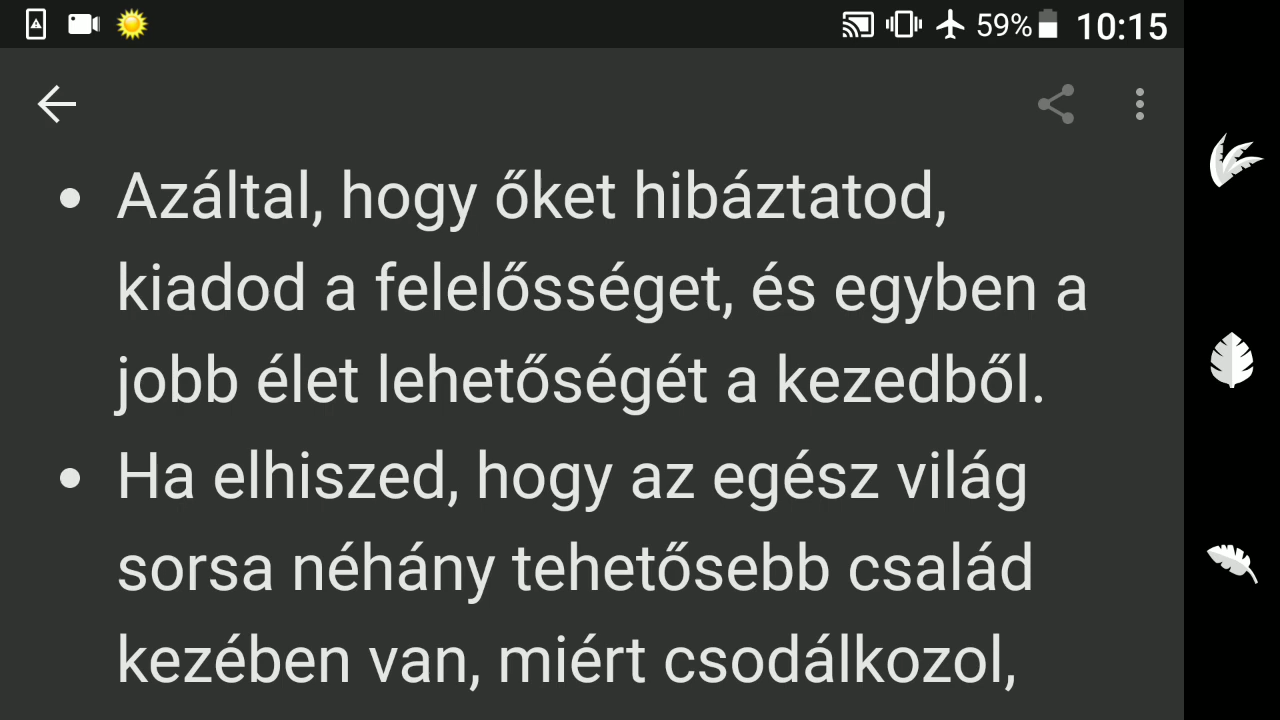 59% 10:15
Azáltal, hogy őket hibáztatod,
kiadod a felelősséget, és egyben a
jobb élet lehetőségét a kezedből.
Ha elhiszed, hogy az egész világ
sorsa néhány tehetősebb család
kezében van, miért csodálkozol,